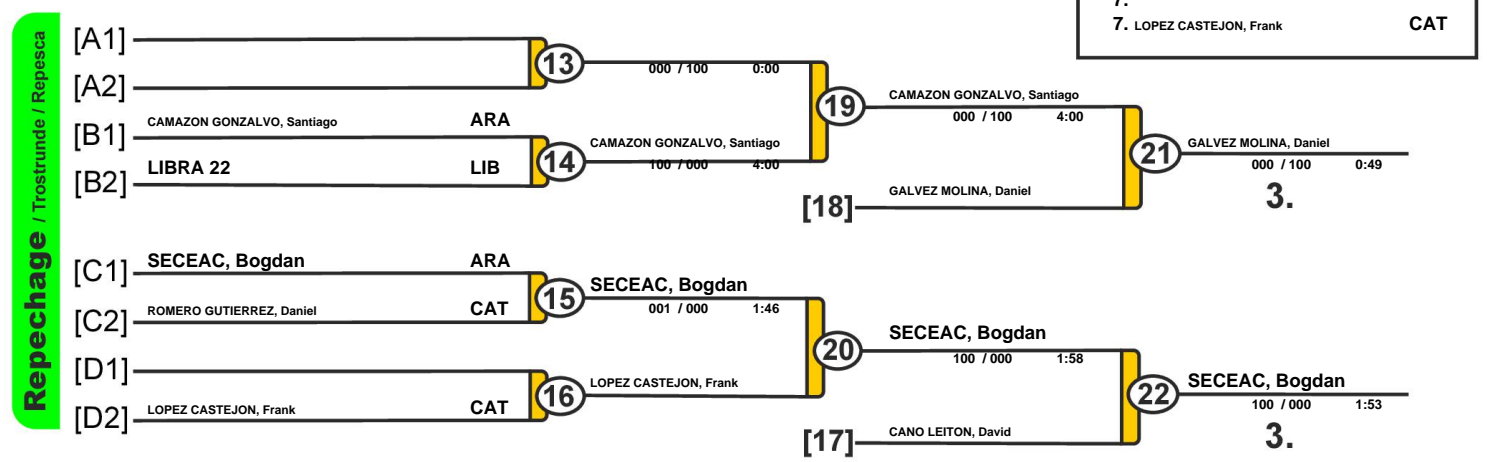 7.
7. LOPEZ CASTEJON, Frank CAT
Repechage / Trostrunde / Repesca
[A1]
13
000 / 100 0:00
[A2]
19
CAMAZON GONZALVO, Santiago
000 / 100 4:00
[B1] CAMAZON GONZALVO, Santiago ARA
14
CAMAZON GONZALVO, Santiago
100 / 000 4:00
[B2] LIBRA 22 LIB
21
GALVEZ MOLINA, Daniel
000 / 100 0:49
3.
[18] GALVEZ MOLINA, Daniel
[C1] SECEAC, Bogdan ARA
15
SECEAC, Bogdan
001 / 000 1:46
[C2] ROMERO GUTIERREZ, Daniel CAT
20
SECEAC, Bogdan
100 / 000 1:58
[D1]
16
LOPEZ CASTEJON, Frank
[D2] LOPEZ CASTEJON, Frank CAT
22
SECEAC, Bogdan
100 / 000 1:53
3.
[17] CANO LEITON, David